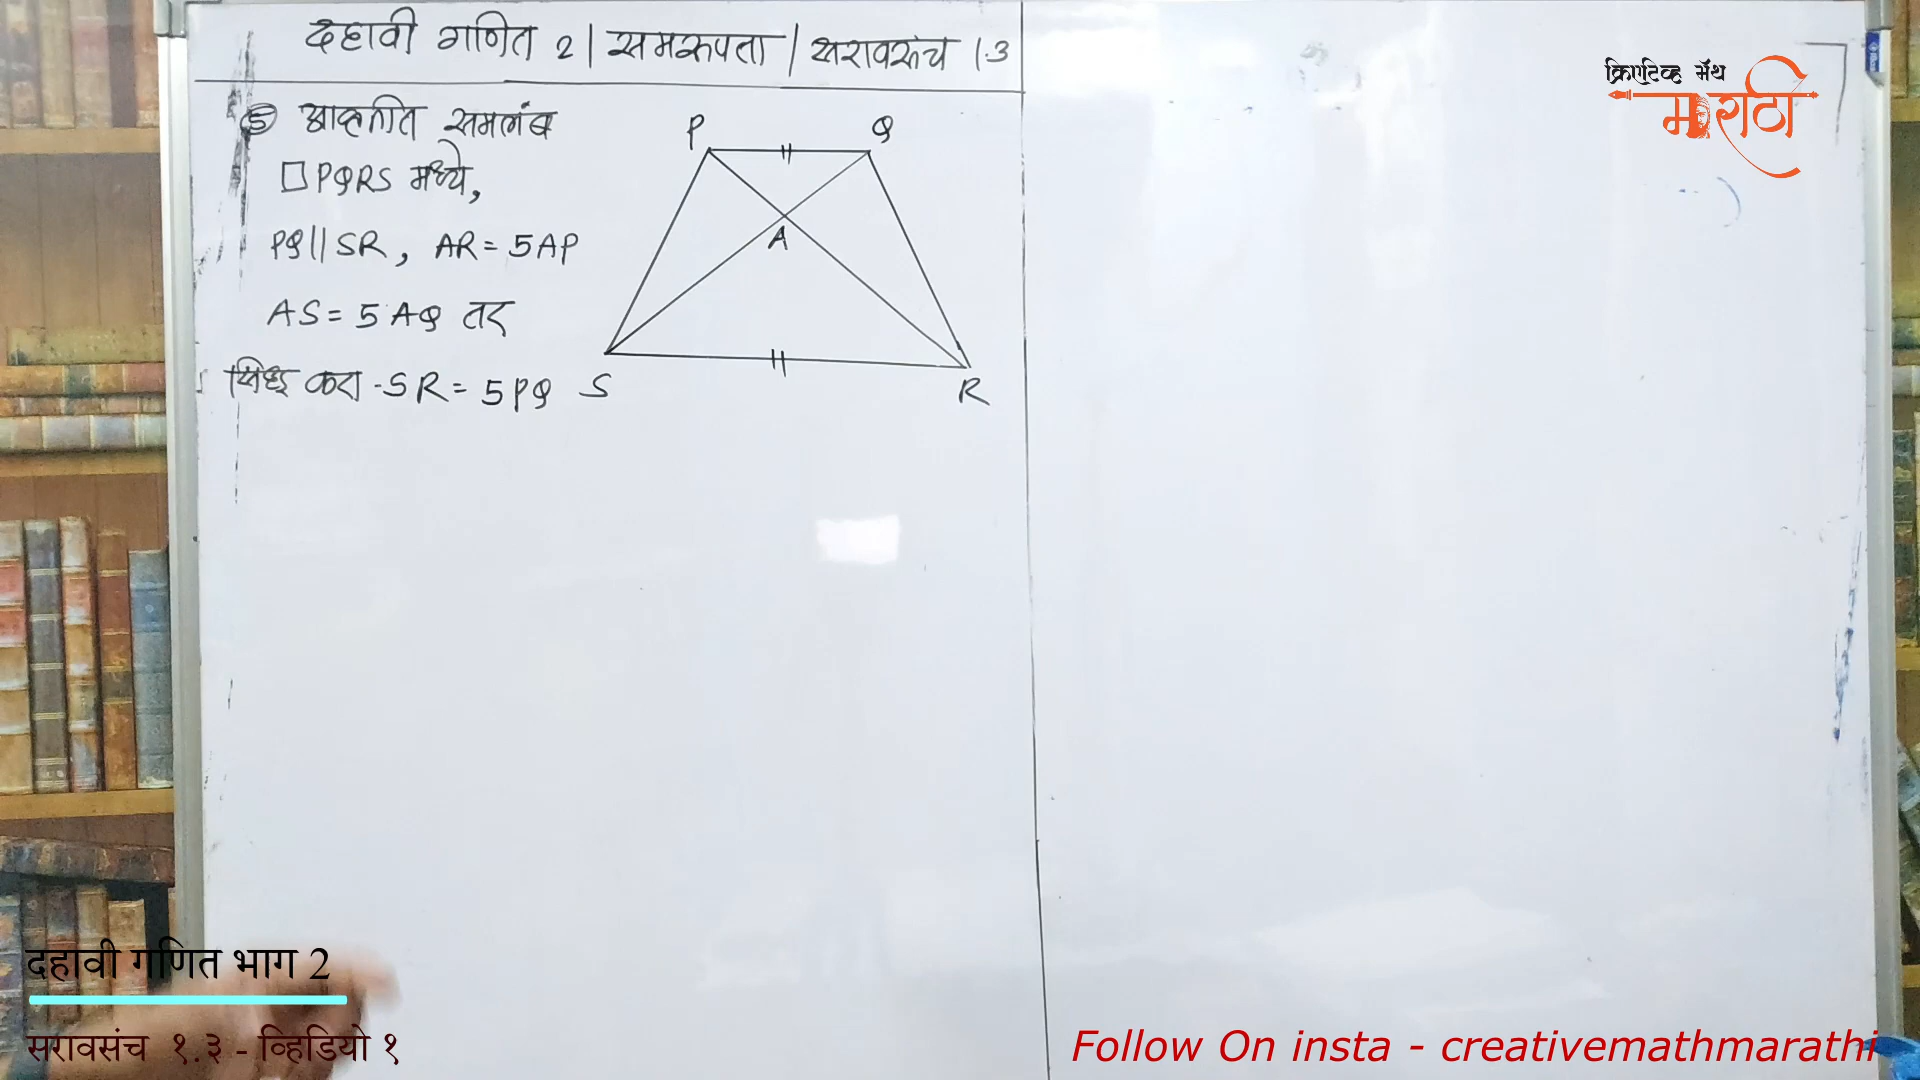 दहावी गणित 2 | समरूपता | सरावसंच 1.3
क्रिएटिव्ह मॅथ
मराठी
5 आकृतीत समलंब
□PQRS मध्ये,
PQ || SR, AR = 5AP
AS = 5AQ तर
सिध्द करा - SR = 5PQ
P Q
A
S R
दहावी गणित भाग 2
सरावसंच १.३ - व्हिडियो १
Follow On insta - creativemathmarathi